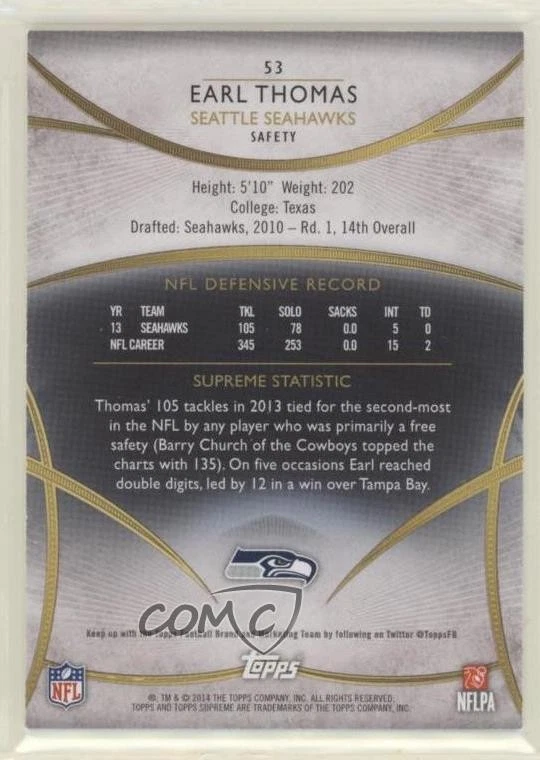 53
EARL THOMAS
SEATTLE SEAHAWKS
SAFETY
Height: 5'10" Weight: 202
College: Texas
Drafted: Seahawks, 2010 – Rd. 1, 14th Overall
NFL DEFENSIVE RECORD
YR TEAM TKL SOLO SACKS INT TD
13 SEAHAWKS 105 78 0.0 5 0
NFL CAREER 345 253 0.0 15 2
SUPREME STATISTIC
Thomas' 105 tackles in 2013 tied for the second-most
in the NFL by any player who was primarily a free
safety (Barry Church of the Cowboys topped the
charts with 135). On five occasions Earl reached
double digits, led by 12 in a win over Tampa Bay.
COMC
Keep up with the Topps Football Brand and Marketing Team by following on Twitter @ToppsFB
Topps
NFL
NFLPA
®, TM & © 2014 THE TOPPS COMPANY, INC. ALL RIGHTS RESERVED.
TOPPS AND TOPPS SUPREME ARE TRADEMARKS OF THE TOPPS COMPANY, INC.